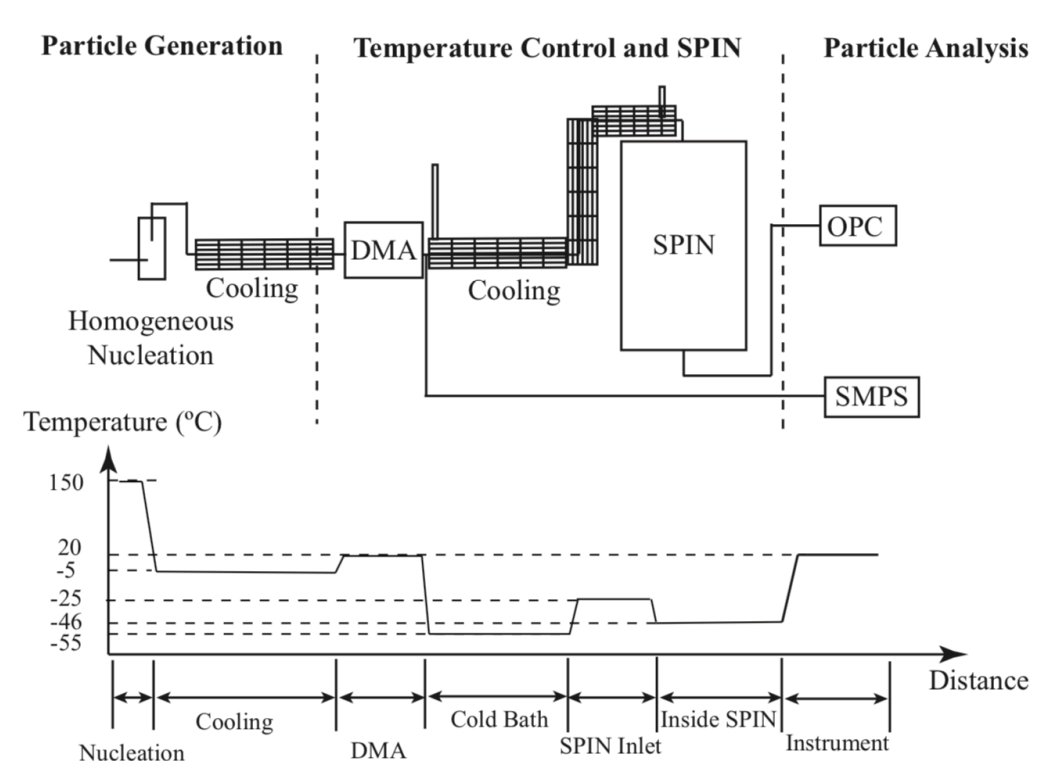 Particle Generation
Temperature Control and SPIN
Particle Analysis
DMA
SPIN
OPC
Cooling
Cooling
Homogeneous
Nucleation
SMPS
Temperature (ºC)
150
20
-5
-25
-46
-55
Distance
Nucleation
Cooling
DMA
Cold Bath
SPIN Inlet
Inside SPIN
Instrument